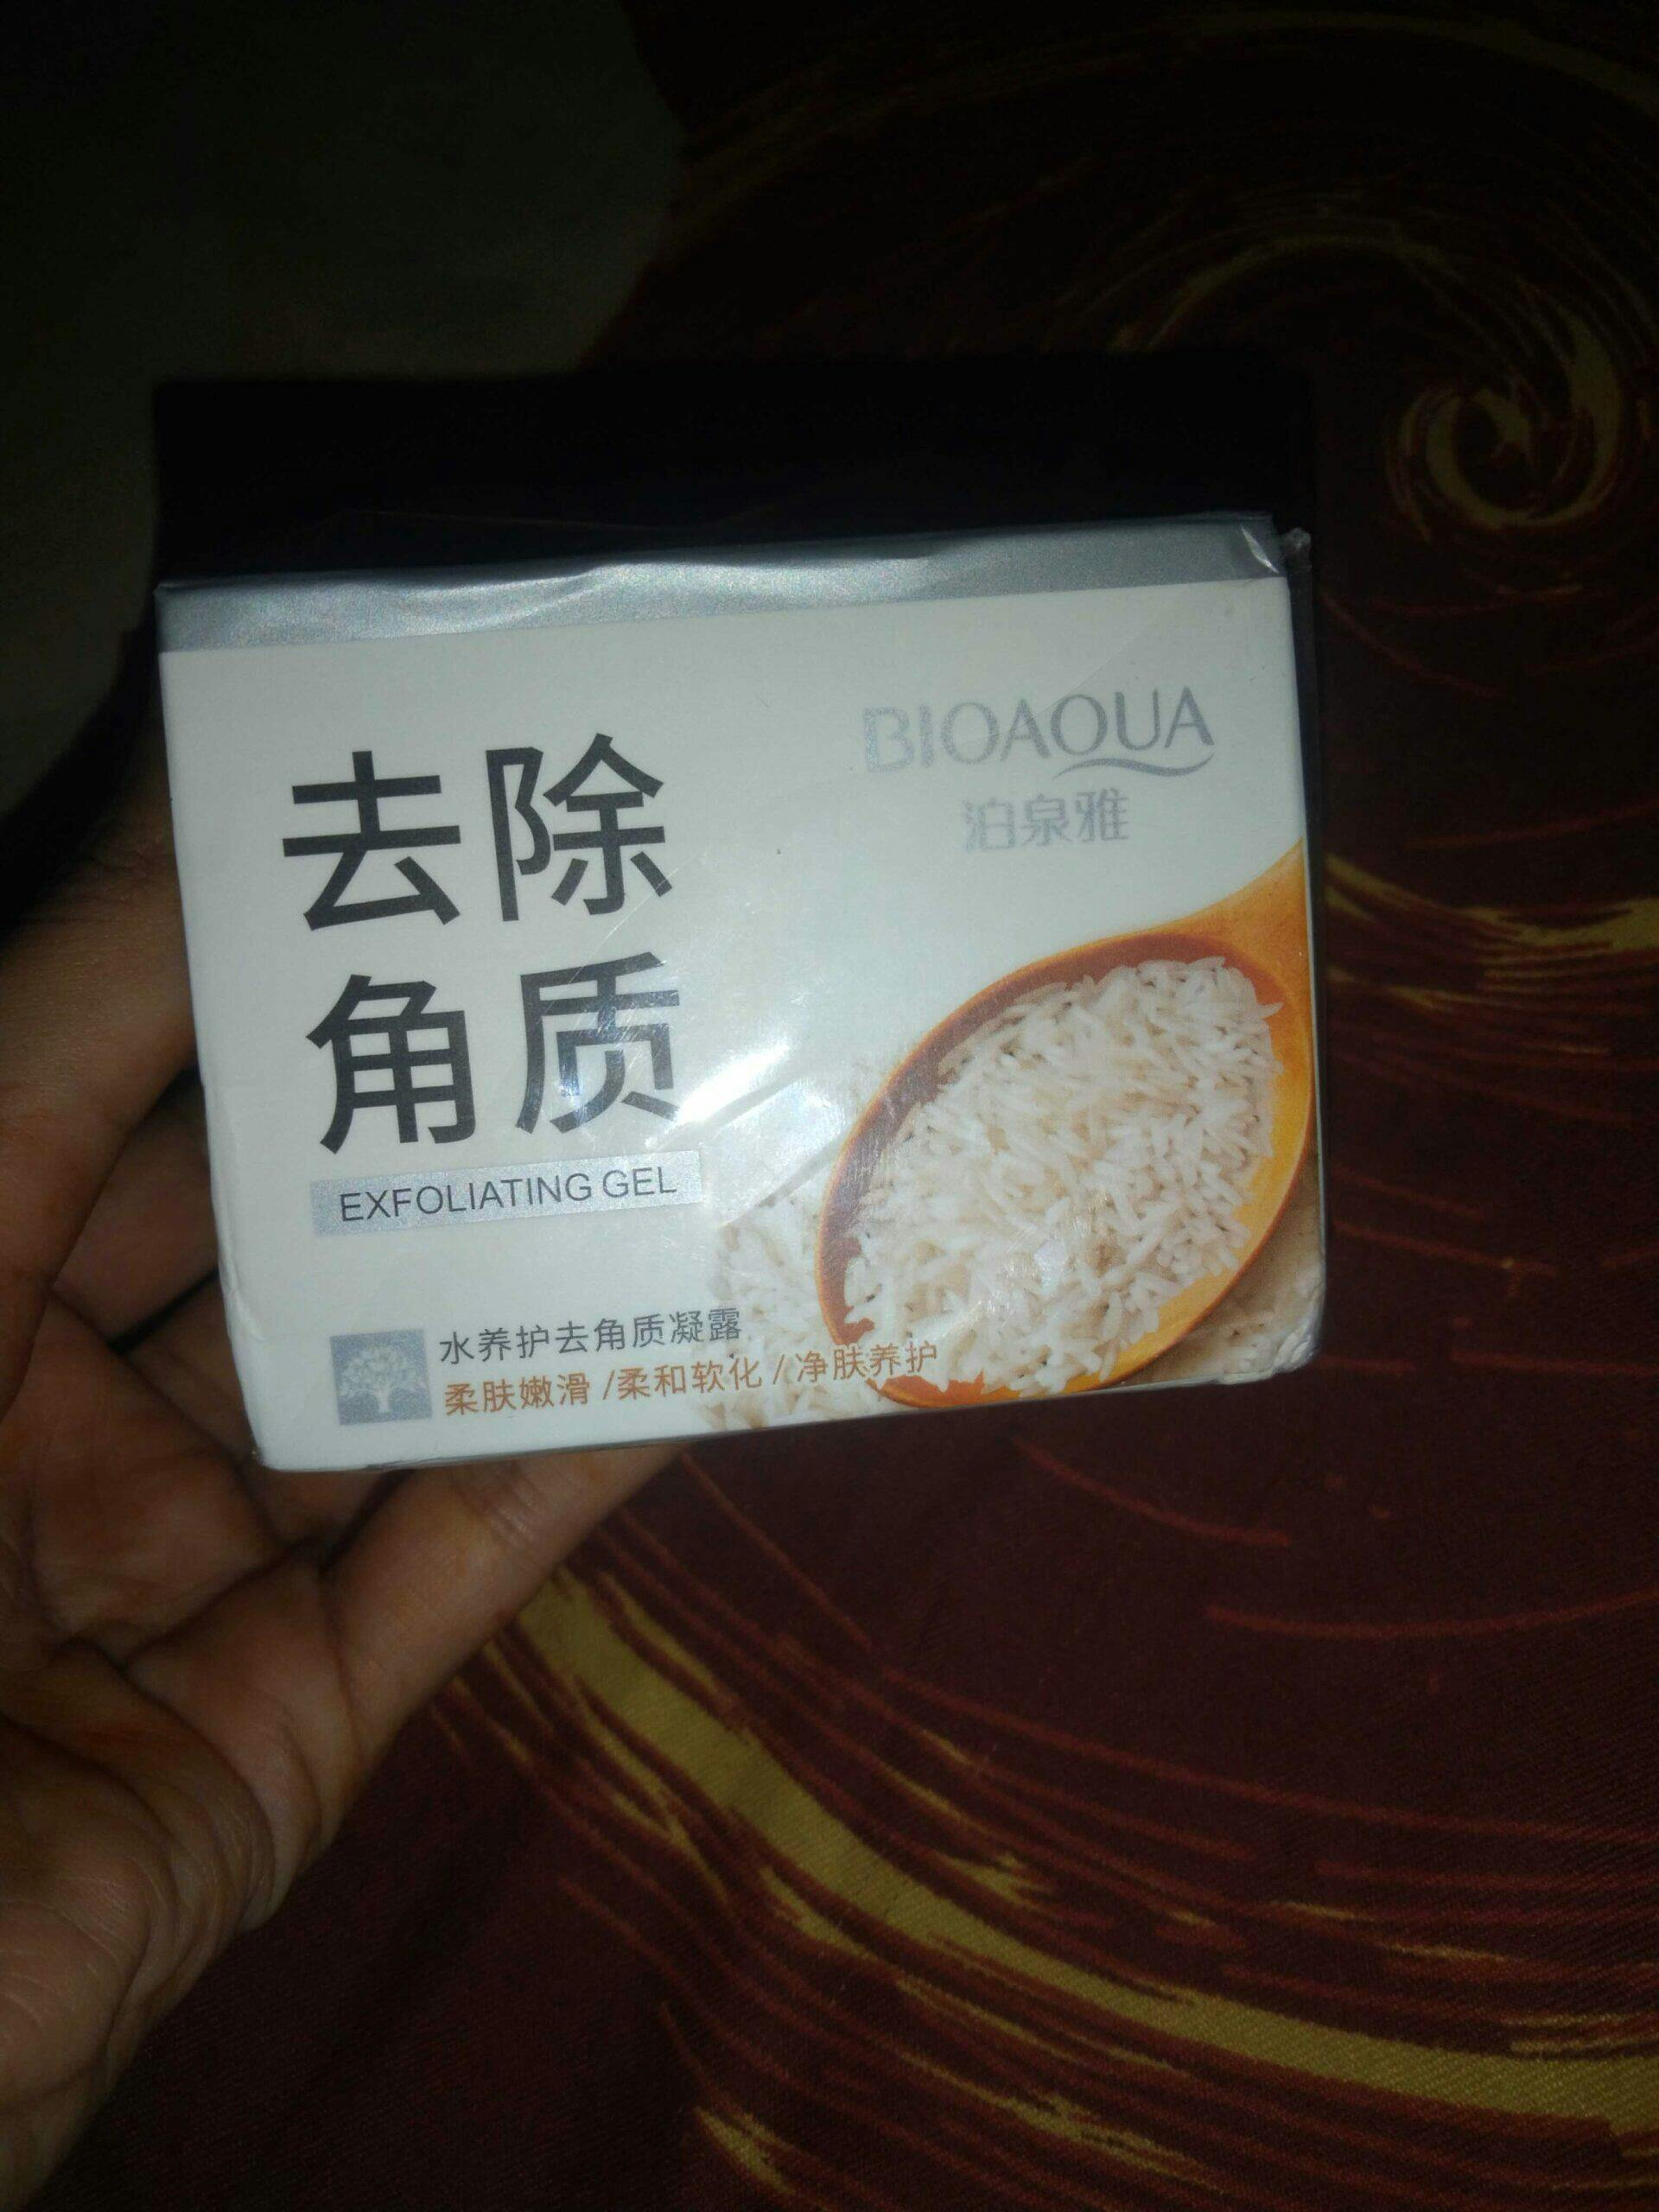 BIOAQUA
泊泉雅
去除
角质
EXFOLIATING GEL
水养护去角质凝露
柔肤嫩滑 /柔和软化 / 净肤养护